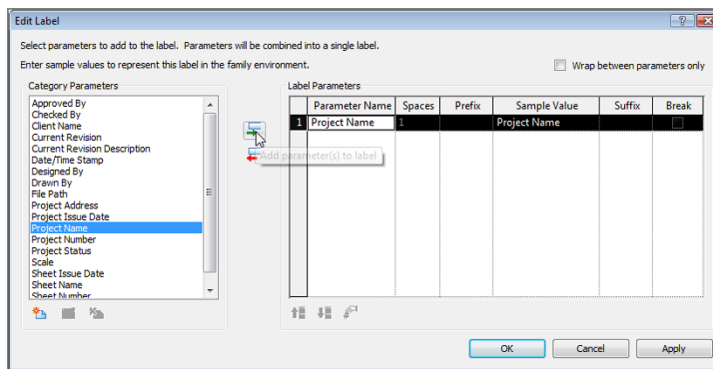 Edit Label
Select parameters to add to the label. Parameters will be combined into a single label.
Enter sample values to represent this label in the family environment.
Wrap between parameters only
Category Parameters
Approved By
Checked By
Client Name
Current Revision
Current Revision Description
Date/Time Stamp
Designed By
Drawn By
File Path
Project Address
Project Issue Date
Project Name
Project Number
Project Status
Scale
Sheet Issue Date
Sheet Name
Sheet Number
Add parameter(s) to label
Label Parameters
Parameter Name Spaces Prefix Sample Value Suffix Break
1 Project Name 1 Project Name
OK Cancel Apply